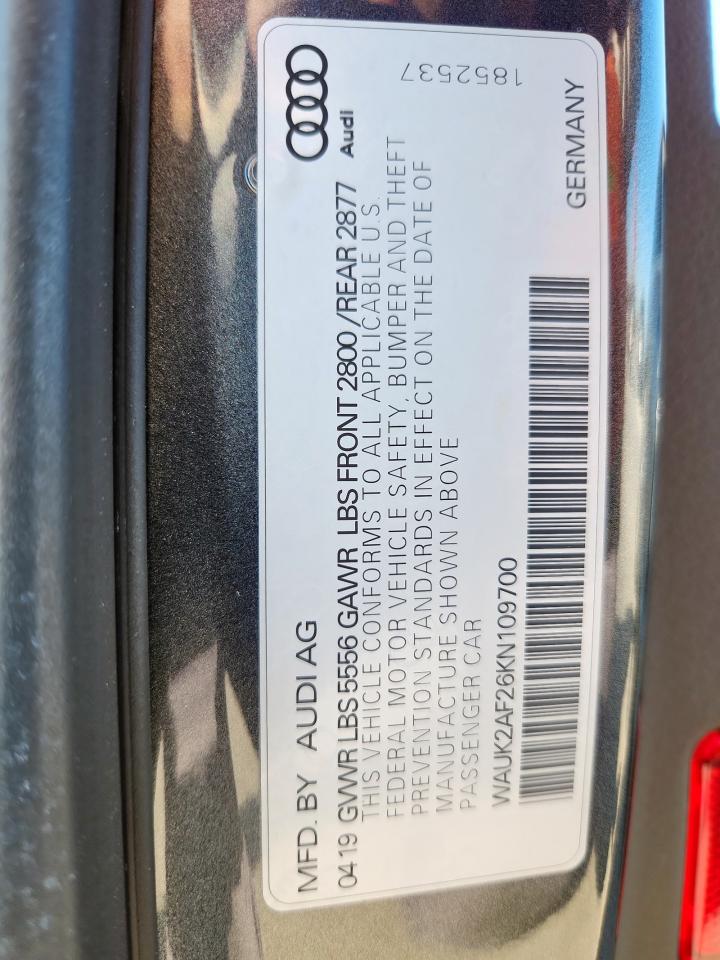 MFD. BY AUDI AG
Audi
04 19 GVWR LBS 5556 GAWR LBS FRONT 2800 /REAR 2877
THIS VEHICLE CONFORMS TO ALL APPLICABLE U.S.
FEDERAL MOTOR VEHICLE SAFETY, BUMPER AND THEFT
PREVENTION STANDARDS IN EFFECT ON THE DATE OF
MANUFACTURE SHOWN ABOVE
PASSENGER CAR
WAUK2AF26KN109700
GERMANY
1852537